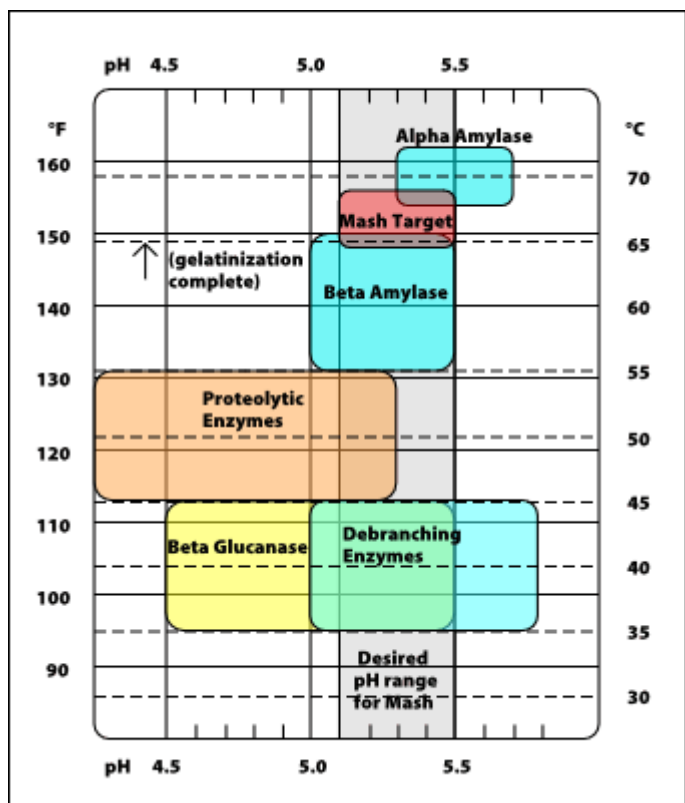 pH 4.5 5.0 5.5
°F °C
Alpha Amylase
160
70
Mash Target
150
65
(gelatinization
complete)
Beta Amylase
140
60
130
55
Proteolytic
Enzymes
120
50
110
45
Debranching
Beta Glucanase
Enzymes
40
100
35
90
Desired
pH range
for Mash
30
pH 4.5 5.0 5.5